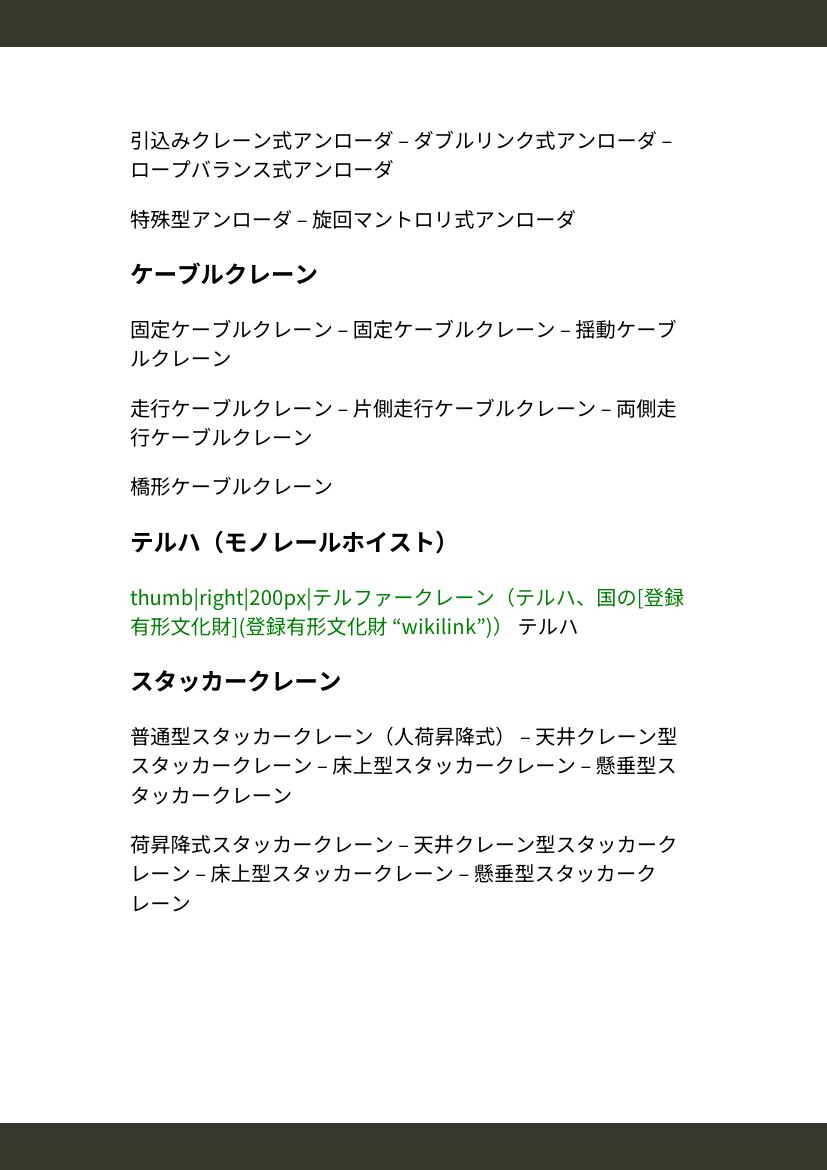 引込みクレーン式アンローダ – ダブルリンク式アンローダ –
ロープバランス式アンローダ
特殊型アンローダ – 旋回マントロリ式アンローダ
ケーブルクレーン
固定ケーブルクレーン – 固定ケーブルクレーン – 揺動ケーブ
ルクレーン
走行ケーブルクレーン – 片側走行ケーブルクレーン – 両側走
行ケーブルクレーン
橋形ケーブルクレーン
テルハ（モノレールホイスト）
thumb|right|200px|テルファークレーン（テルハ、国の[登録
有形文化財](登録有形文化財 “wikilink”)） テルハ
スタッカークレーン
普通型スタッカークレーン（人荷昇降式） – 天井クレーン型
スタッカークレーン – 床上型スタッカークレーン – 懸垂型ス
タッカークレーン
荷昇降式スタッカークレーン – 天井クレーン型スタッカーク
レーン – 床上型スタッカークレーン – 懸垂型スタッカーク
レーン